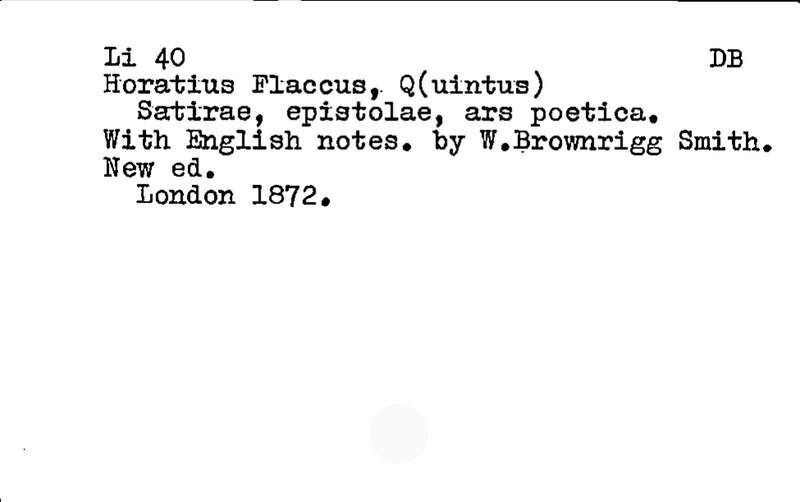 Li 40 DB
Horatius Flaccus, Q(uintus)
Satirae, epistolae, ars poetica.
With English notes. by W.Brownrigg Smith.
New ed.
London 1872.